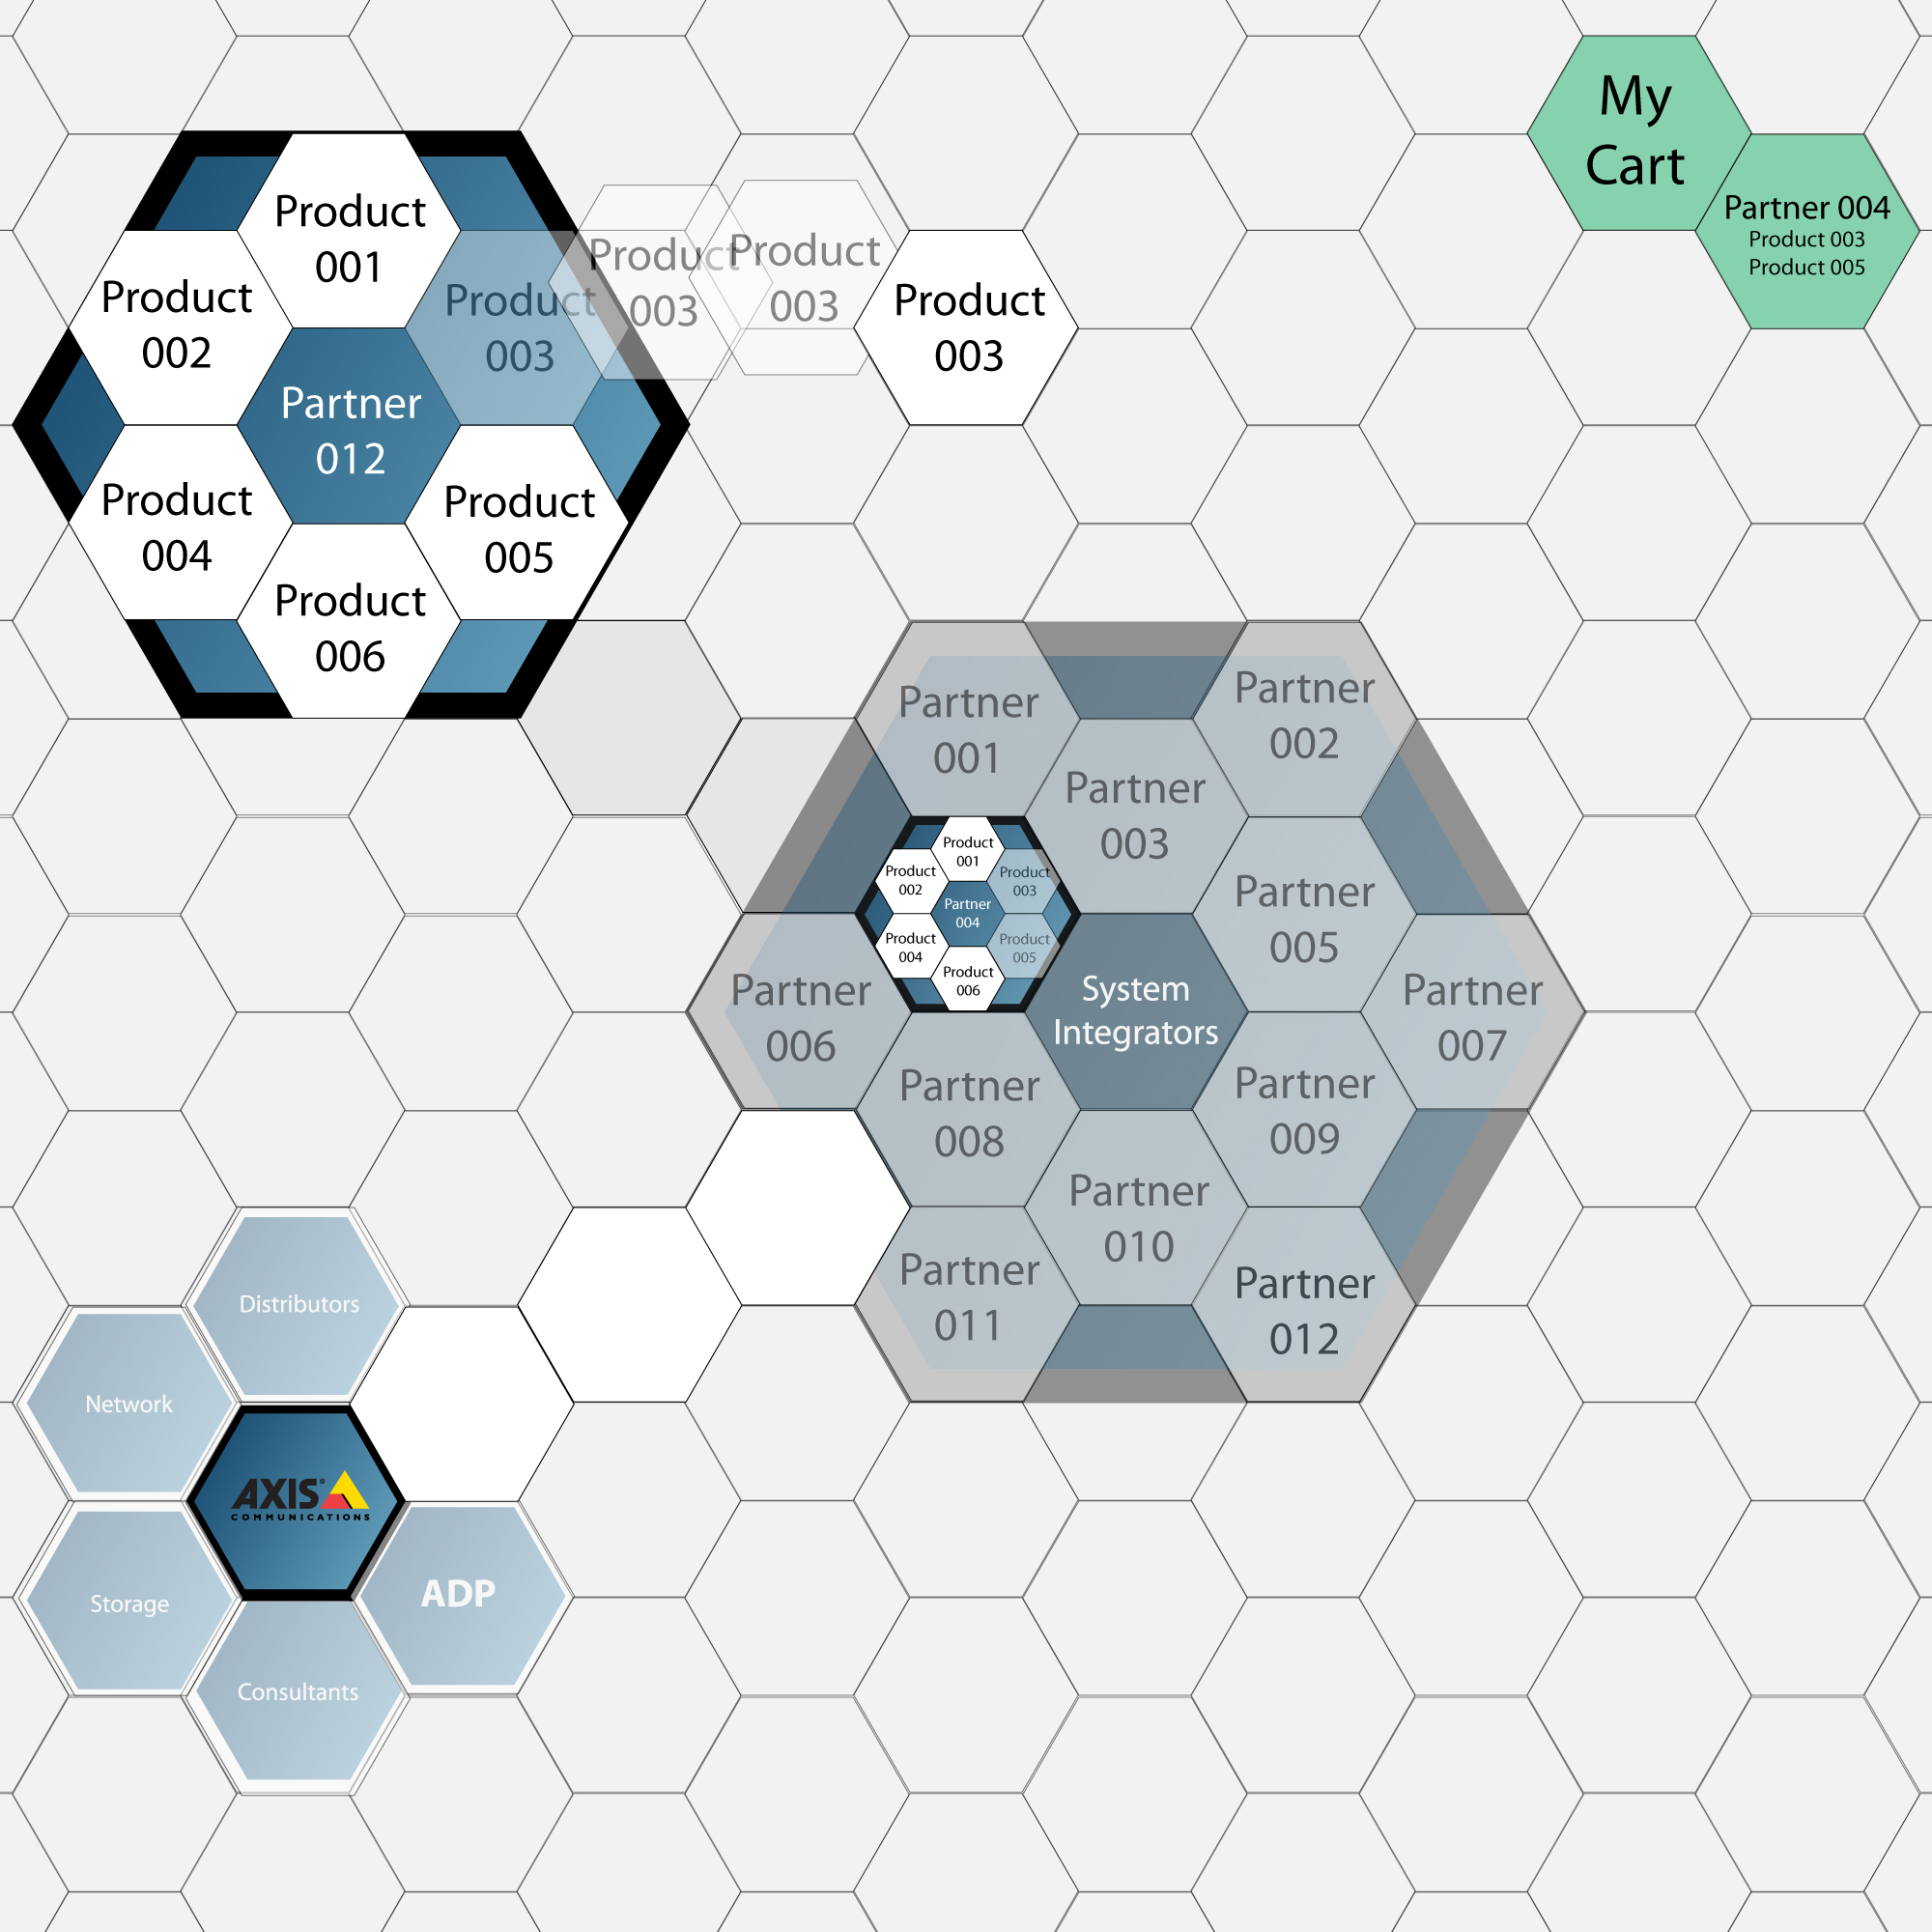 My
Cart
Partner 004
Product 003
Product 005
Product
001
Product
002
Product
003
Partner
012
Product
004
Product
005
Product
006
Product
003
Product
003
Product
003
Partner
001
Partner
002
Partner
003
Product
001
Product
002
Product
003
Partner
004
Product
004
Product
005
Product
006
Partner
005
System
Integrators
Partner
006
Partner
007
Partner
008
Partner
009
Partner
010
Partner
011
Partner
012
Distributors
Network
AXIS
COMMUNICATIONS
Storage
ADP
Consultants